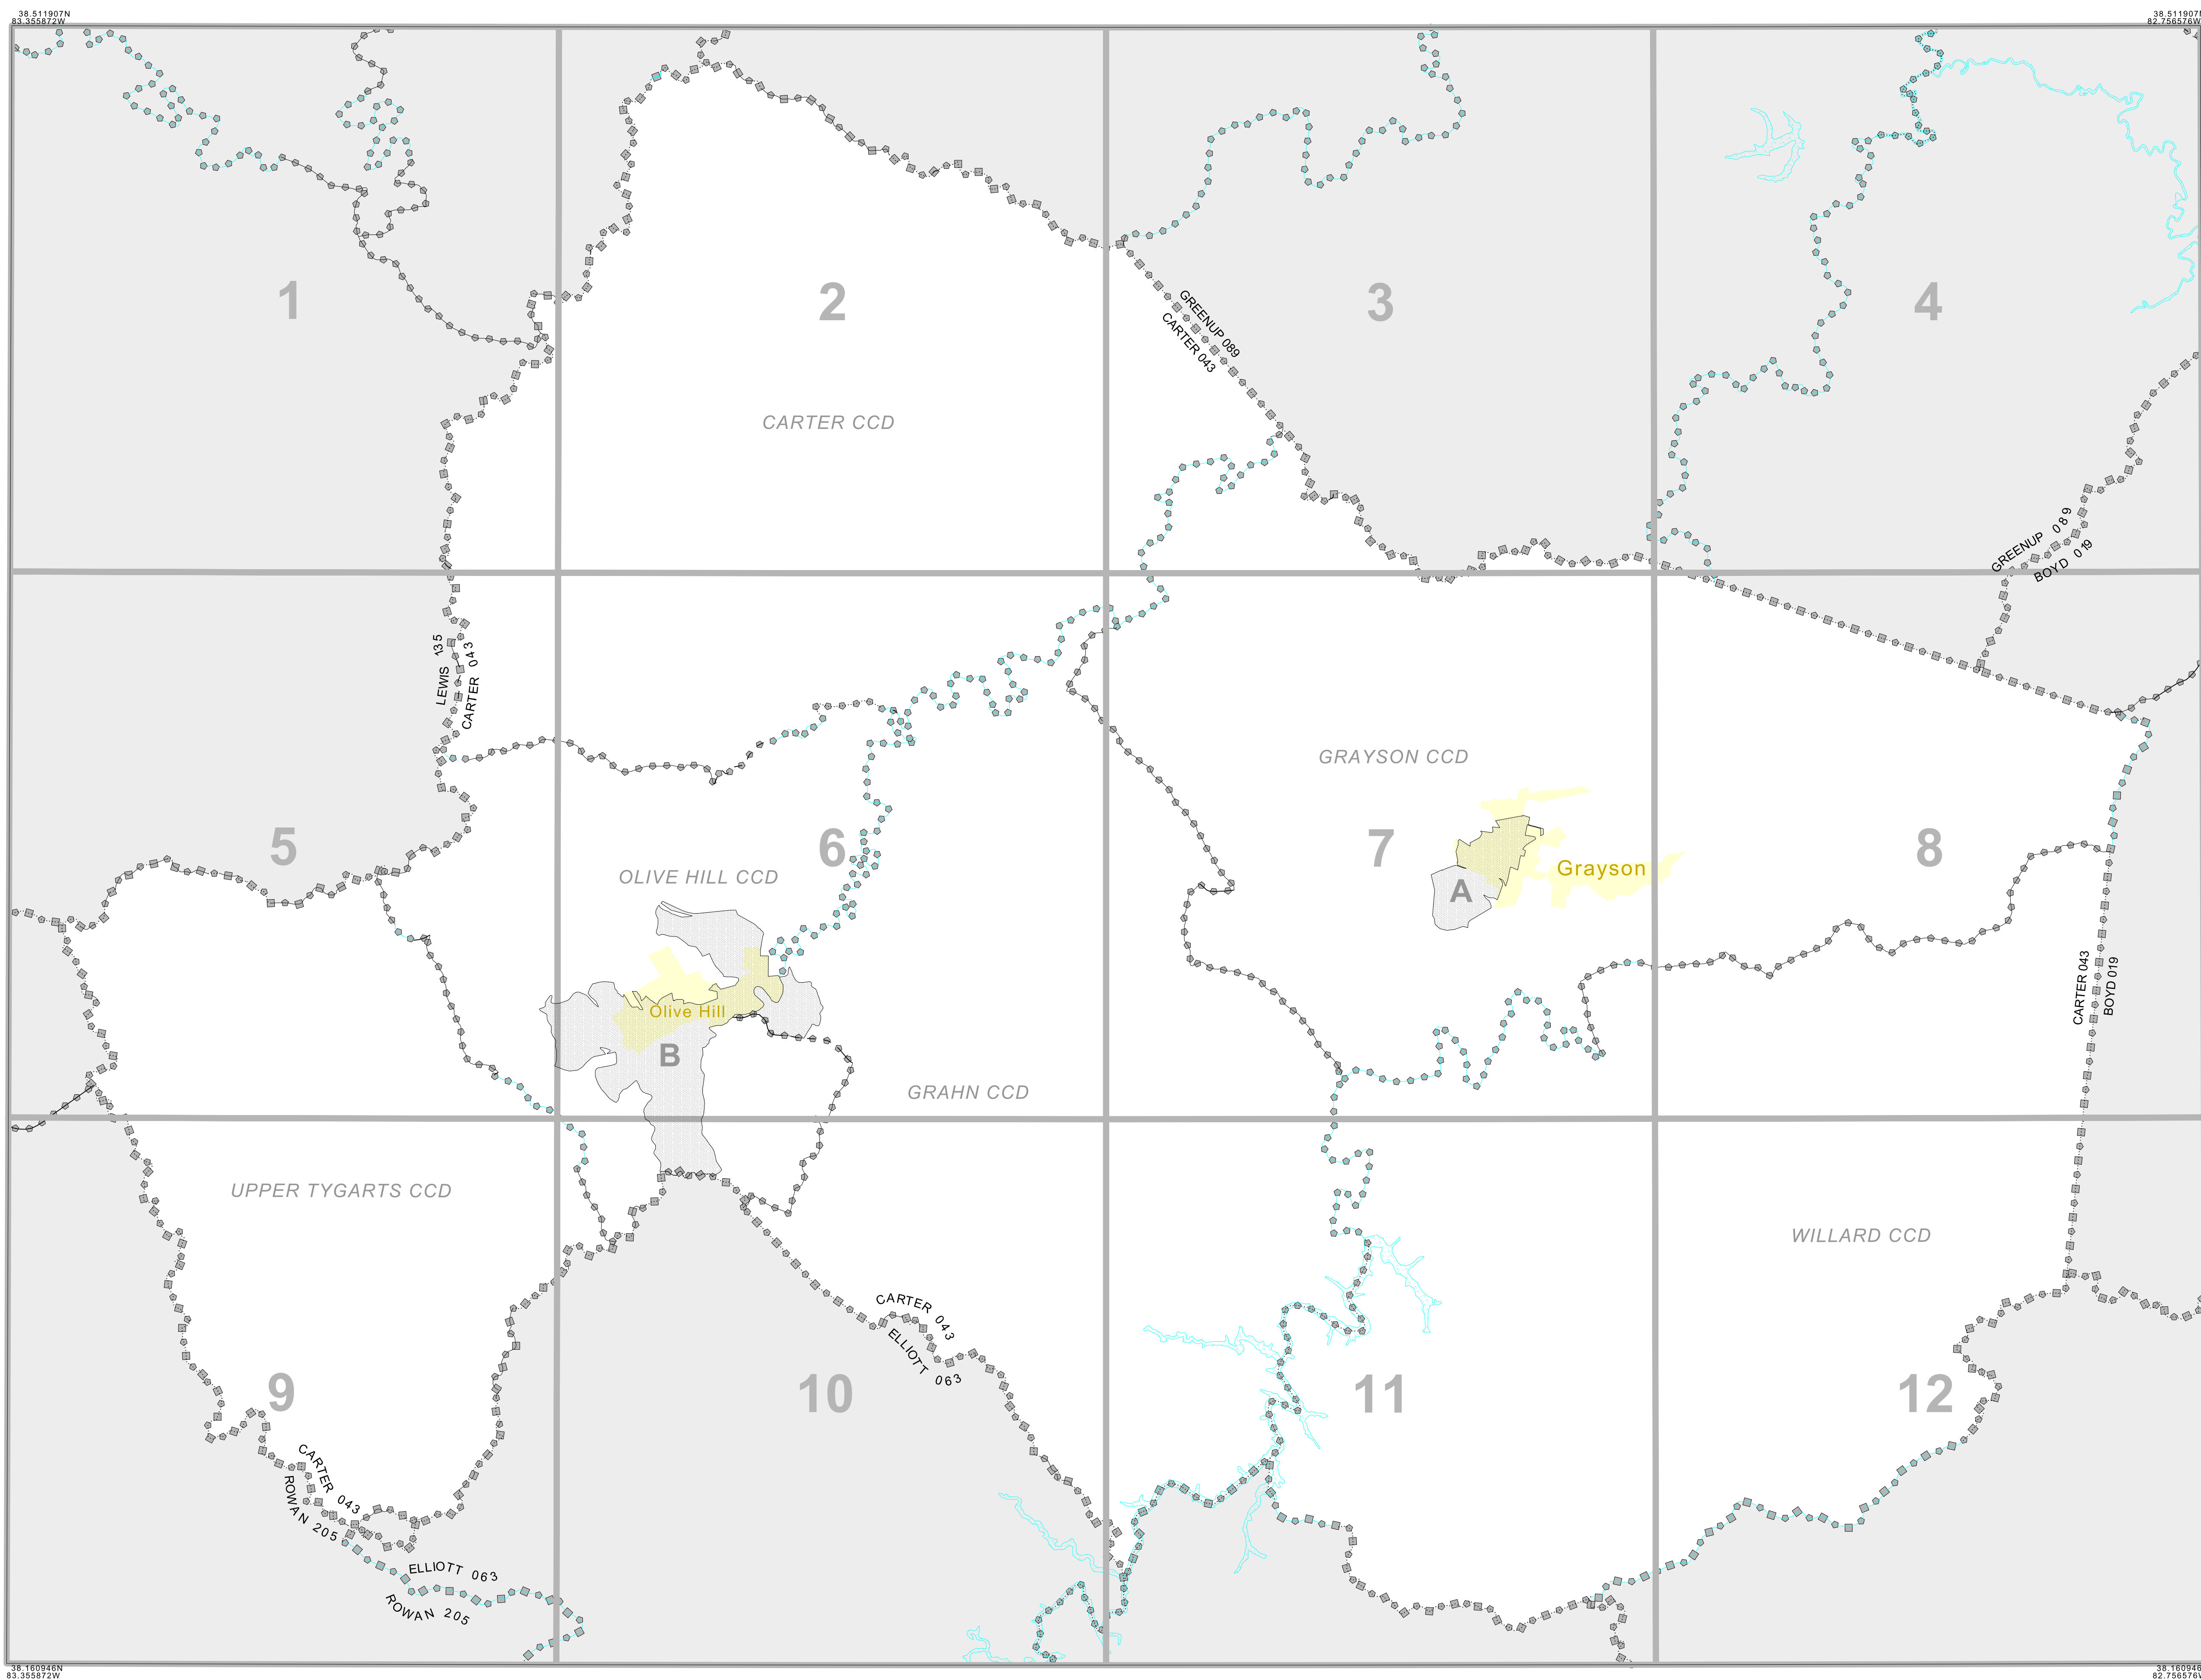 38.511907N
83.355872W
38.511907N
82.756576W
1
2
3
4
GREENUP 089
CARTER 043
CARTER CCD
GREENUP 089
BOYD 019
LEWIS 135
CARTER 043
GRAYSON CCD
5
6
7
8
OLIVE HILL CCD
Grayson
A
CARTER 043
BOYD 019
Olive Hill
B
GRAHN CCD
UPPER TYGARTS CCD
WILLARD CCD
CARTER 043
ELLIOTT 063
9
10
11
12
CARTER 043
ROWAN 205
ELLIOTT 063
ROWAN 205
38.160946N
83.355872W
38.160946
82.756576W